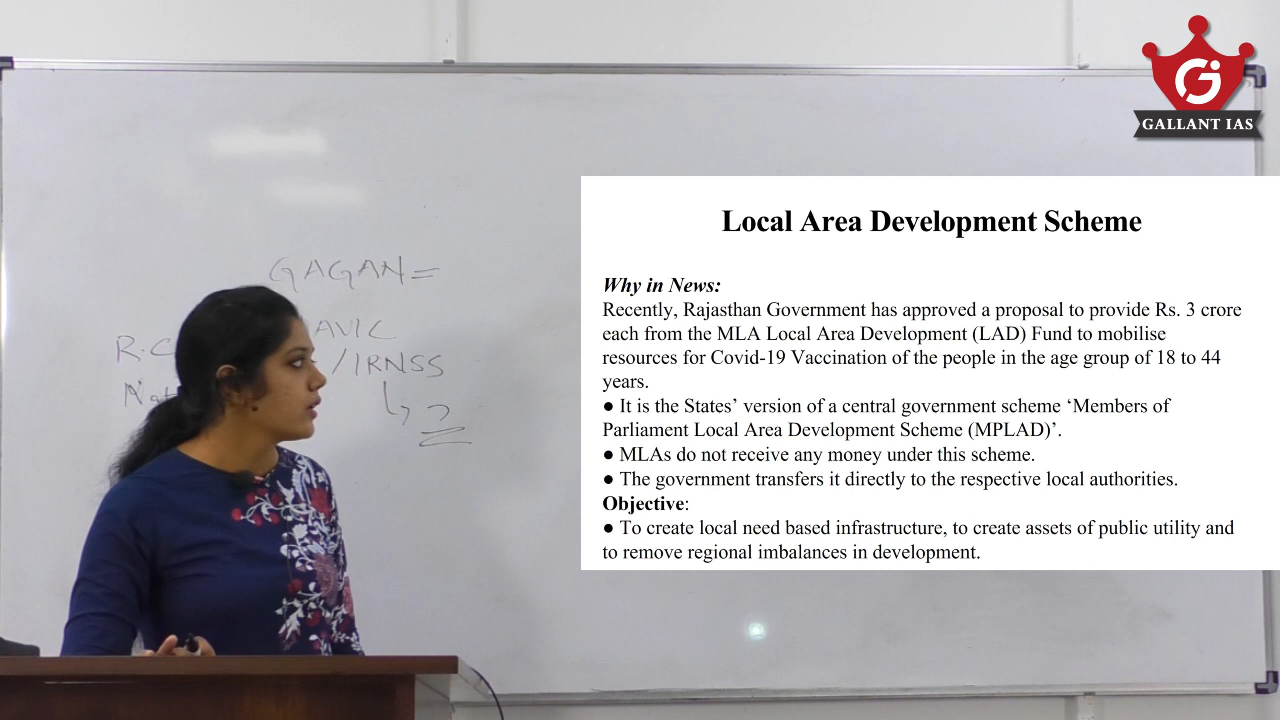 GALLANT IAS
Local Area Development Scheme
Why in News:
Recently, Rajasthan Government has approved a proposal to provide Rs. 3 crore
each from the MLA Local Area Development (LAD) Fund to mobilise
resources for Covid-19 Vaccination of the people in the age group of 18 to 44
years.
● It is the States’ version of a central government scheme ‘Members of
Parliament Local Area Development Scheme (MPLAD)’.
● MLAs do not receive any money under this scheme.
● The government transfers it directly to the respective local authorities.
Objective:
● To create local need based infrastructure, to create assets of public utility and
to remove regional imbalances in development.
GAGAN =
/IRNSS